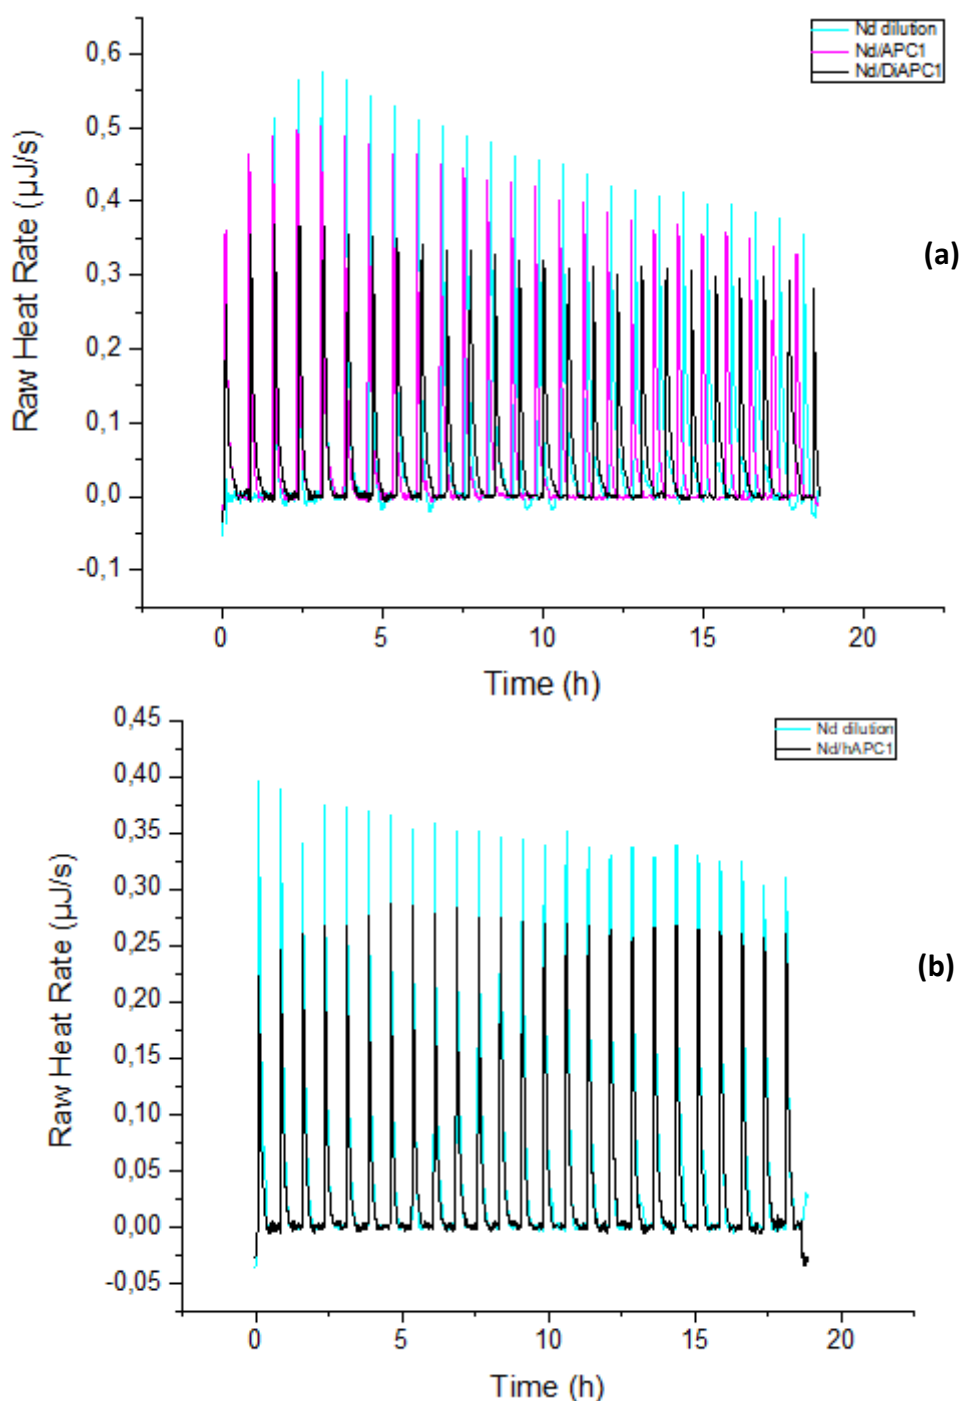 Nd dilution
Nd/APC1
Nd/DiAPC1
Raw Heat Rate (µJ/s)
0,6
0,5
0,4
0,3
0,2
0,1
0,0
-0,1
(a)
0 5 10 15 20
Time (h)
Nd dilution
Nd/hAPC1
Raw Heat Rate (µJ/s)
0,45
0,40
0,35
0,30
0,25
0,20
0,15
0,10
0,05
0,00
-0,05
(b)
0 5 10 15 20
Time (h)